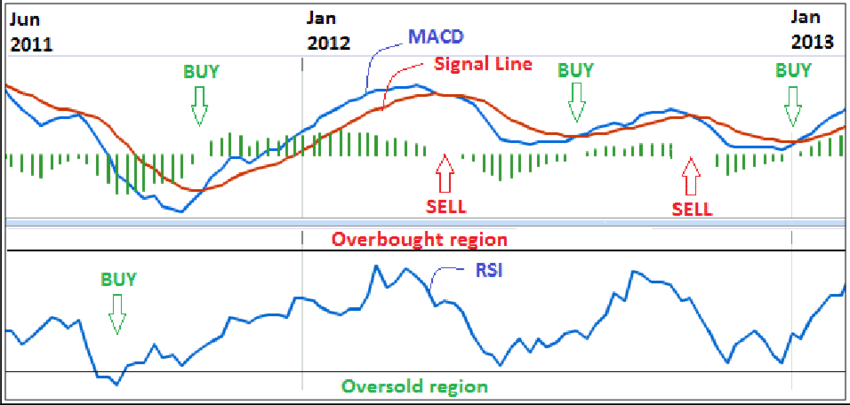 Jun
2011
Jan
2012
Jan
2013
MACD
Signal Line
BUY
BUY
BUY
SELL
SELL
Overbought region
RSI
BUY
Oversold region